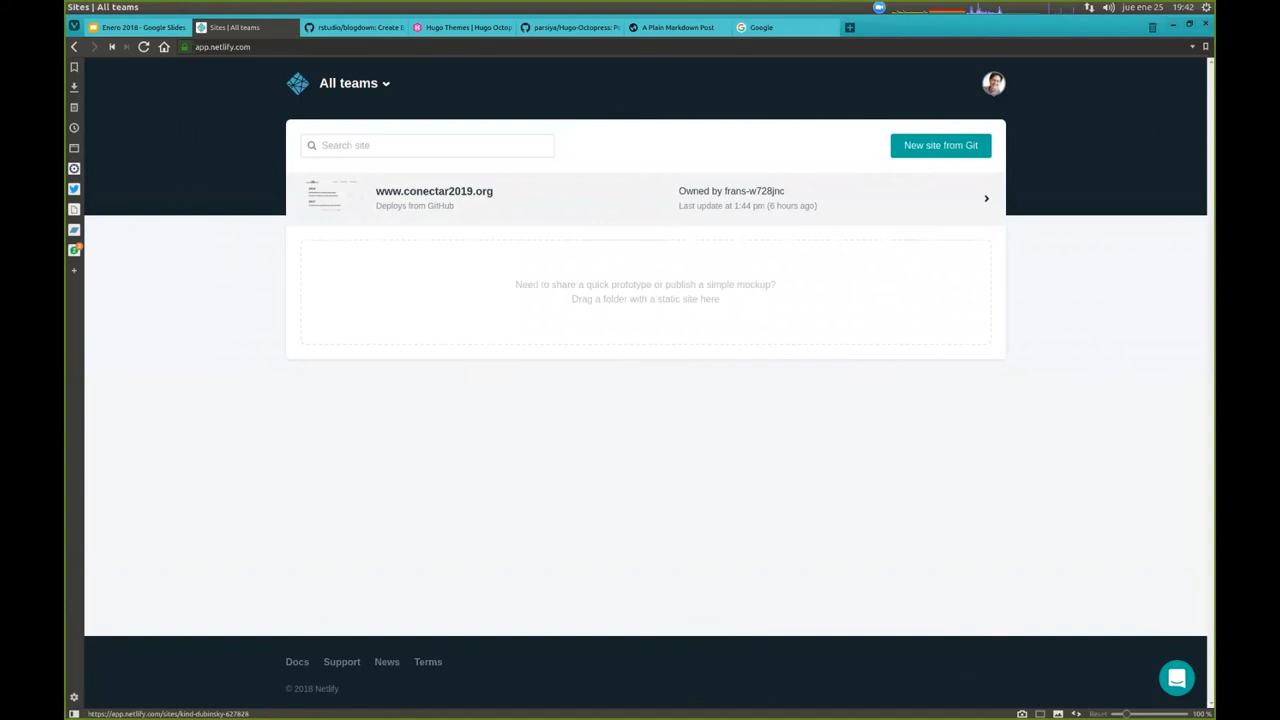 Sites | All teams
jue ene 25
19:42
Enero 2018 - Google Slides
Sites | All teams
rstudio/blogdown: Create B
Hugo Themes | Hugo Octop
parsiya/Hugo-Octopress: Po
A Plain Markdown Post
Google
app.netlify.com
All teams
Search site
New site from Git
www.conectar2019.org
Deploys from GitHub
Owned by frans-w728jnc
Last update at 1:44 pm (6 hours ago)
Need to share a quick prototype or publish a simple mockup?
Drag a folder with a static site here
Docs
Support
News
Terms
© 2018 Netlify
https://app.netlify.com/sites/kind-dubinsky-627828
Reset
100 %